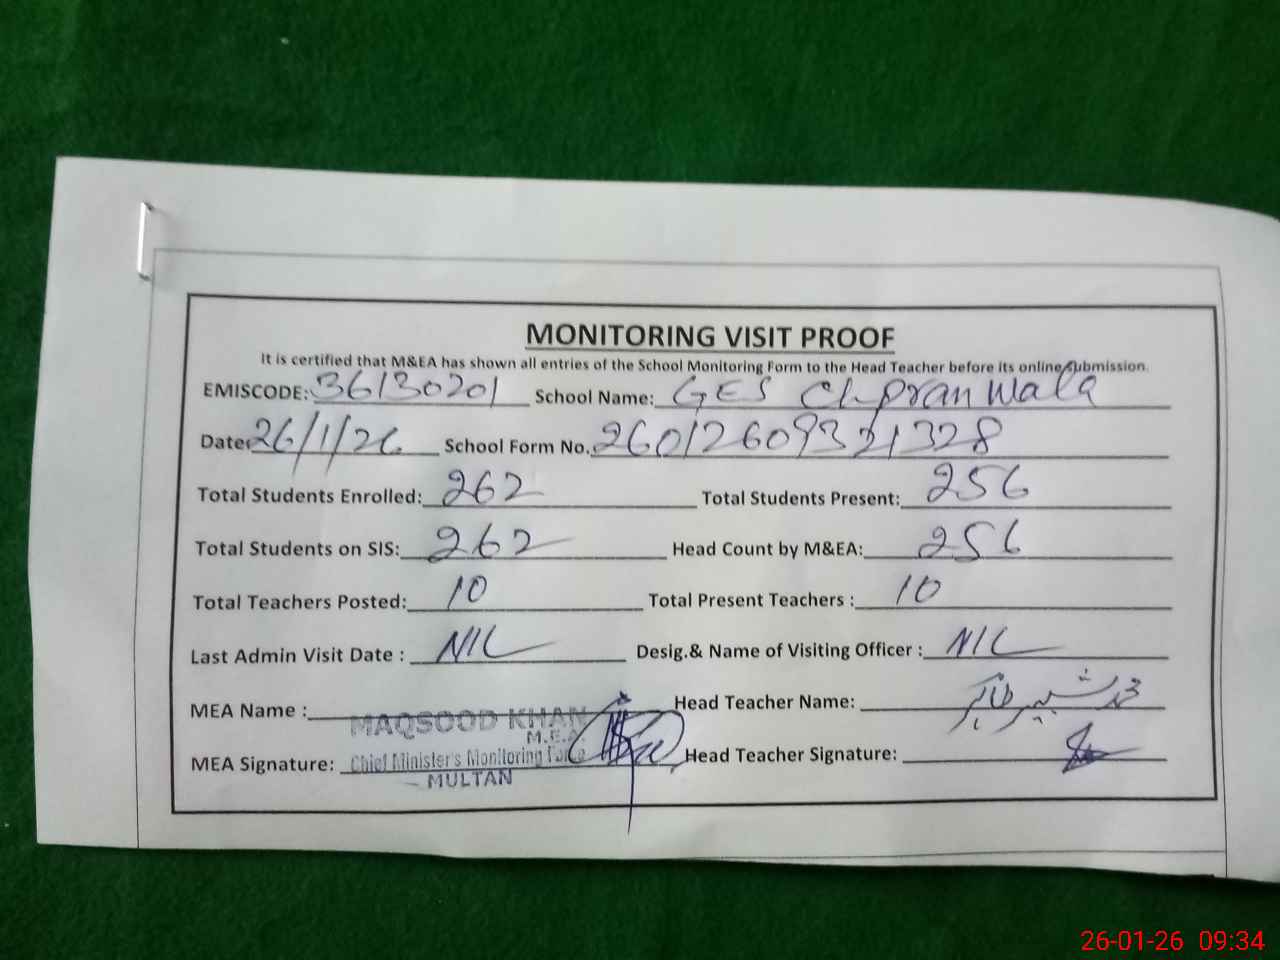 MONITORING VISIT PROOF
It is certified that M&EA has shown all entries of the School Monitoring Form to the Head Teacher before its online submission.
EMISCODE: 36130201 School Name: GES Chpran Wala
Date: 26/1/26 School Form No. 26012609321328
Total Students Enrolled: 262 Total Students Present: 256
Total Students on SIS: 262 Head Count by M&EA: 256
Total Teachers Posted: 10 Total Present Teachers : 10
Last Admin Visit Date : NIL Desig.& Name of Visiting Officer : NIL
MEA Name : MAQSOOD KHAN Head Teacher Name: محمد شبیر طاہر
M.E.A.
MEA Signature: Chief Minister's Monitoring Force Head Teacher Signature:
MULTAN
26-01-26 09:34